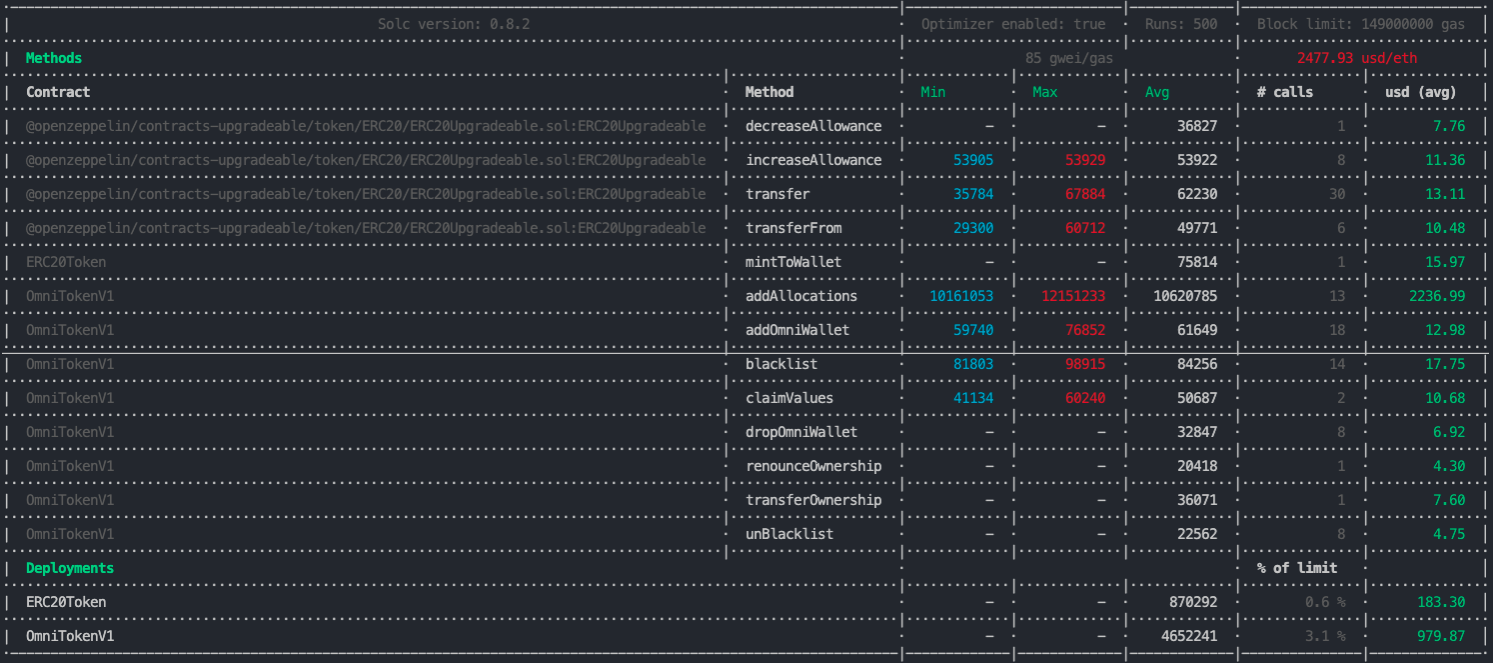 Solc version: 0.8.2 Optimizer enabled: true Runs: 500 Block limit: 149000000 gas
Methods 85 gwei/gas 2477.93 usd/eth
Contract Method Min Max Avg # calls usd (avg)
@openzeppelin/contracts-upgradeable/token/ERC20/ERC20Upgradeable.sol:ERC20Upgradeable decreaseAllowance – – 36827 1 7.76
@openzeppelin/contracts-upgradeable/token/ERC20/ERC20Upgradeable.sol:ERC20Upgradeable increaseAllowance 53905 53929 53922 8 11.36
@openzeppelin/contracts-upgradeable/token/ERC20/ERC20Upgradeable.sol:ERC20Upgradeable transfer 35784 67884 62230 30 13.11
@openzeppelin/contracts-upgradeable/token/ERC20/ERC20Upgradeable.sol:ERC20Upgradeable transferFrom 29300 60712 49771 6 10.48
ERC20Token mintToWallet – – 75814 1 15.97
OmniTokenV1 addAllocations 10161053 12151233 10620785 13 2236.99
OmniTokenV1 addOmniWallet 59740 76852 61649 18 12.98
OmniTokenV1 blacklist 81803 98915 84256 14 17.75
OmniTokenV1 claimValues 41134 60240 50687 2 10.68
OmniTokenV1 dropOmniWallet – – 32847 8 6.92
OmniTokenV1 renounceOwnership – – 20418 1 4.30
OmniTokenV1 transferOwnership – – 36071 1 7.60
OmniTokenV1 unBlacklist – – 22562 8 4.75
Deployments % of limit
ERC20Token – – 870292 0.6 % 183.30
OmniTokenV1 – – 4652241 3.1 % 979.87